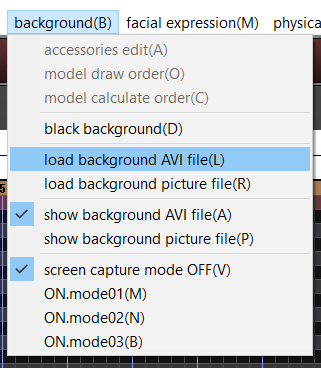 background(B) facial expression(M) physica
accessories edit(A)
model draw order(O)
model calculate order(C)
black background(D)
load background AVI file(L)
load background picture file(R)
show background AVI file(A)
show background picture file(P)
screen capture mode OFF(V)
ON.mode01(M)
ON.mode02(N)
ON.mode03(B)
5